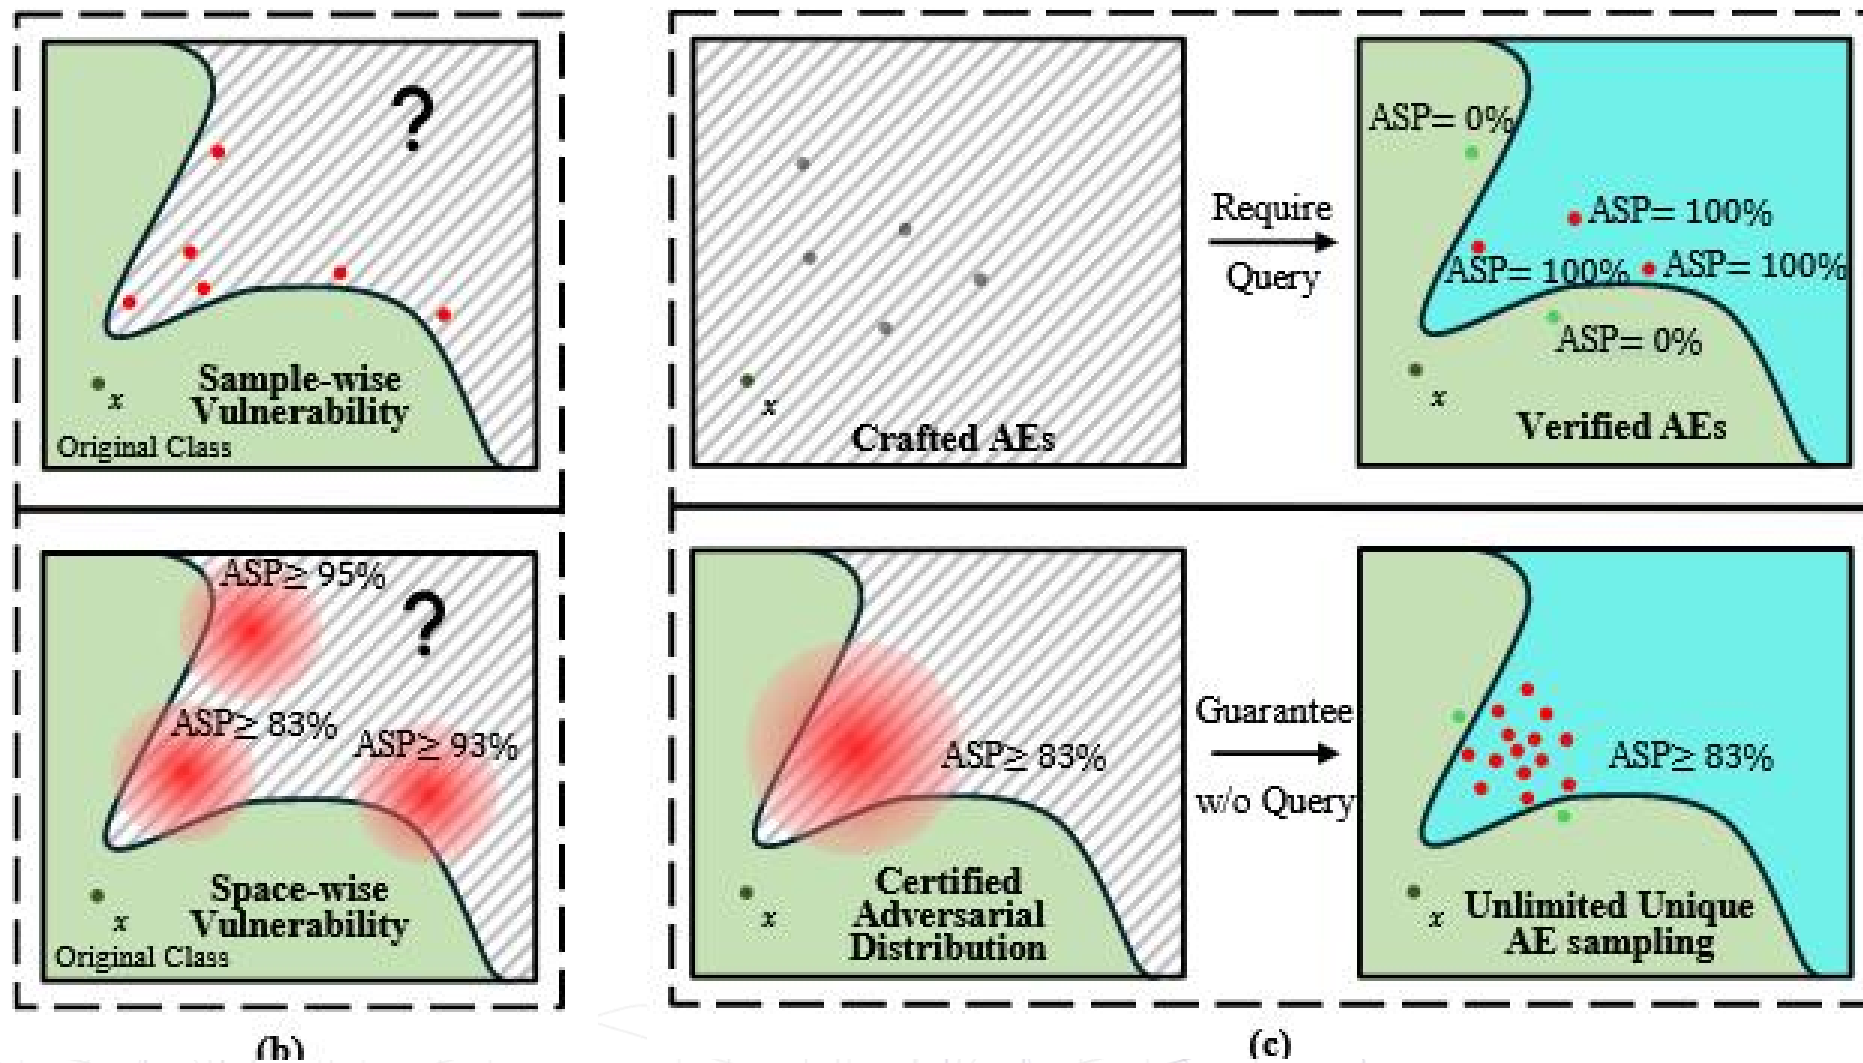 ?
Sample-wise
Vulnerability
x
Original Class
ASP≥ 95%
?
ASP≥ 83%
ASP≥ 93%
Space-wise
Vulnerability
x
Original Class
(b)
x
Crafted AEs
Require
Query
ASP= 0%
ASP= 100%
ASP= 100%
ASP= 100%
ASP= 0%
x
Verified AEs
ASP≥ 83%
Certified
Adversarial
Distribution
x
Guarantee
w/o Query
ASP≥ 83%
x
Unlimited Unique
AE sampling
(c)